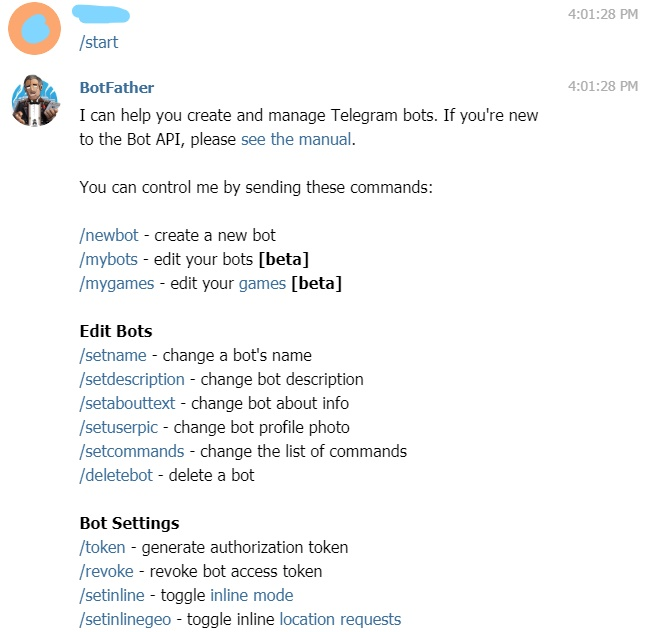 4:01:28 PM
/start
BotFather 4:01:28 PM
I can help you create and manage Telegram bots. If you're new
to the Bot API, please see the manual.
You can control me by sending these commands:
/newbot - create a new bot
/mybots - edit your bots [beta]
/mygames - edit your games [beta]
Edit Bots
/setname - change a bot's name
/setdescription - change bot description
/setabouttext - change bot about info
/setuserpic - change bot profile photo
/setcommands - change the list of commands
/deletebot - delete a bot
Bot Settings
/token - generate authorization token
/revoke - revoke bot access token
/setinline - toggle inline mode
/setinlinegeo - toggle inline location requests